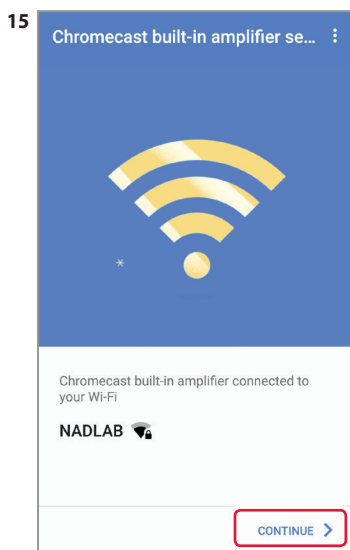 15
Chromecast built-in amplifier se...
Chromecast built-in amplifier connected to
your Wi-Fi
NADLAB
CONTINUE